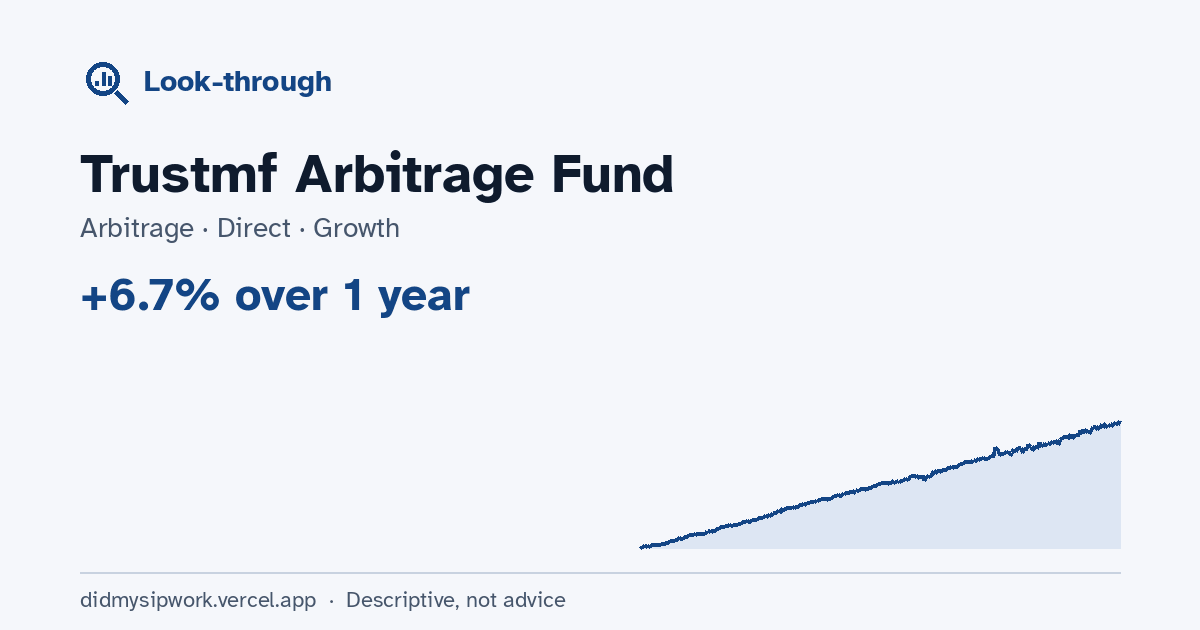 Look-through
Trustmf Arbitrage Fund
Arbitrage · Direct · Growth
+6.7% over 1 year
didmysipwork.vercel.app · Descriptive, not advice